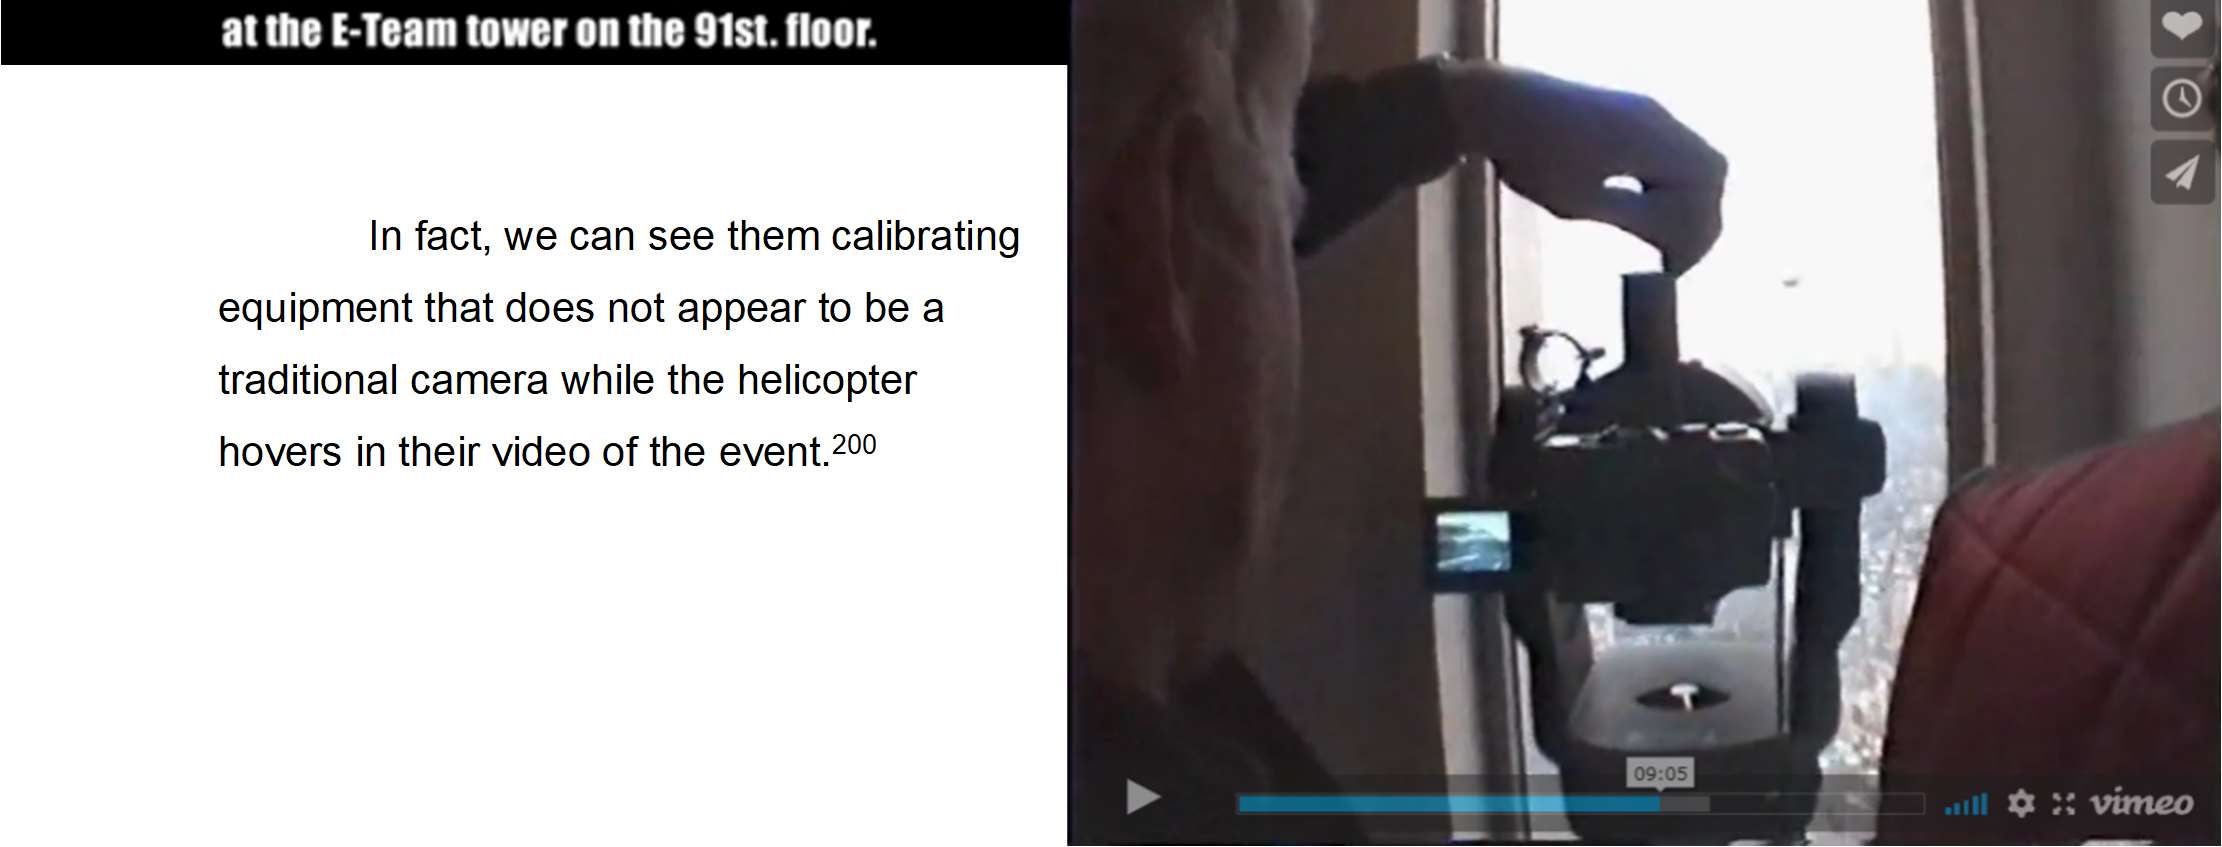 at the E-Team tower on the 91st. floor.
In fact, we can see them calibrating
equipment that does not appear to be a
traditional camera while the helicopter
hovers in their video of the event.200
09:05
vimeo